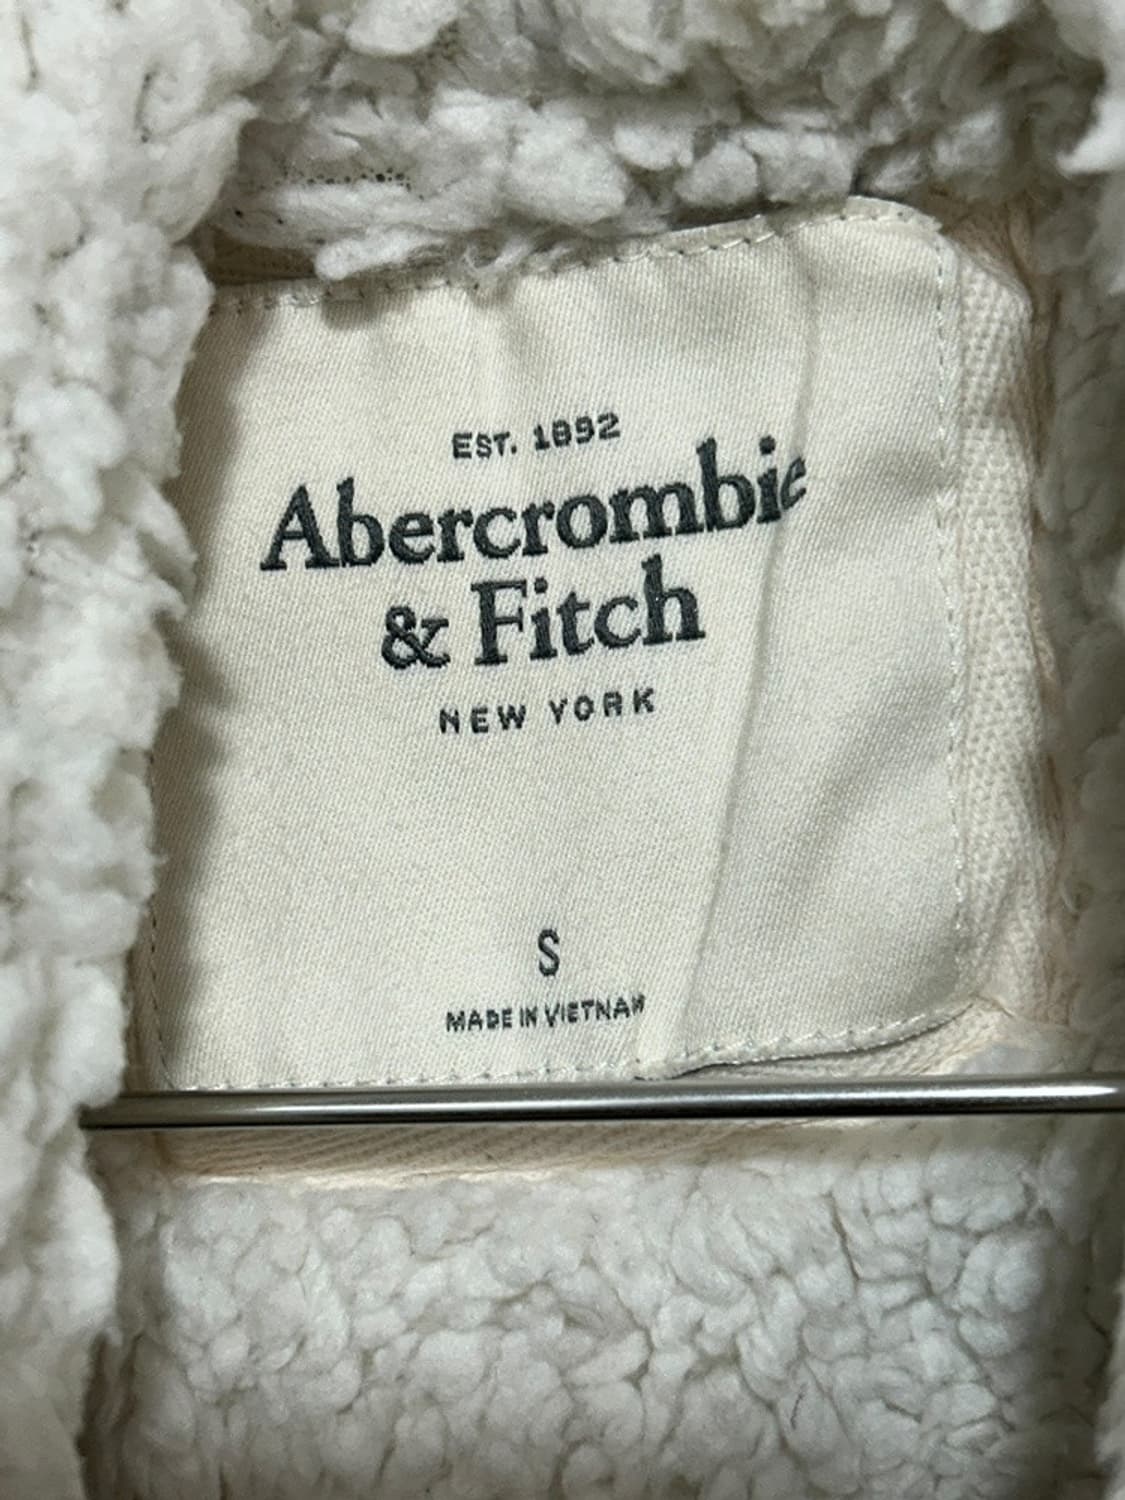 EST. 1892
Abercrombie
& Fitch
NEW YORK
S
MADE IN VIETNAM